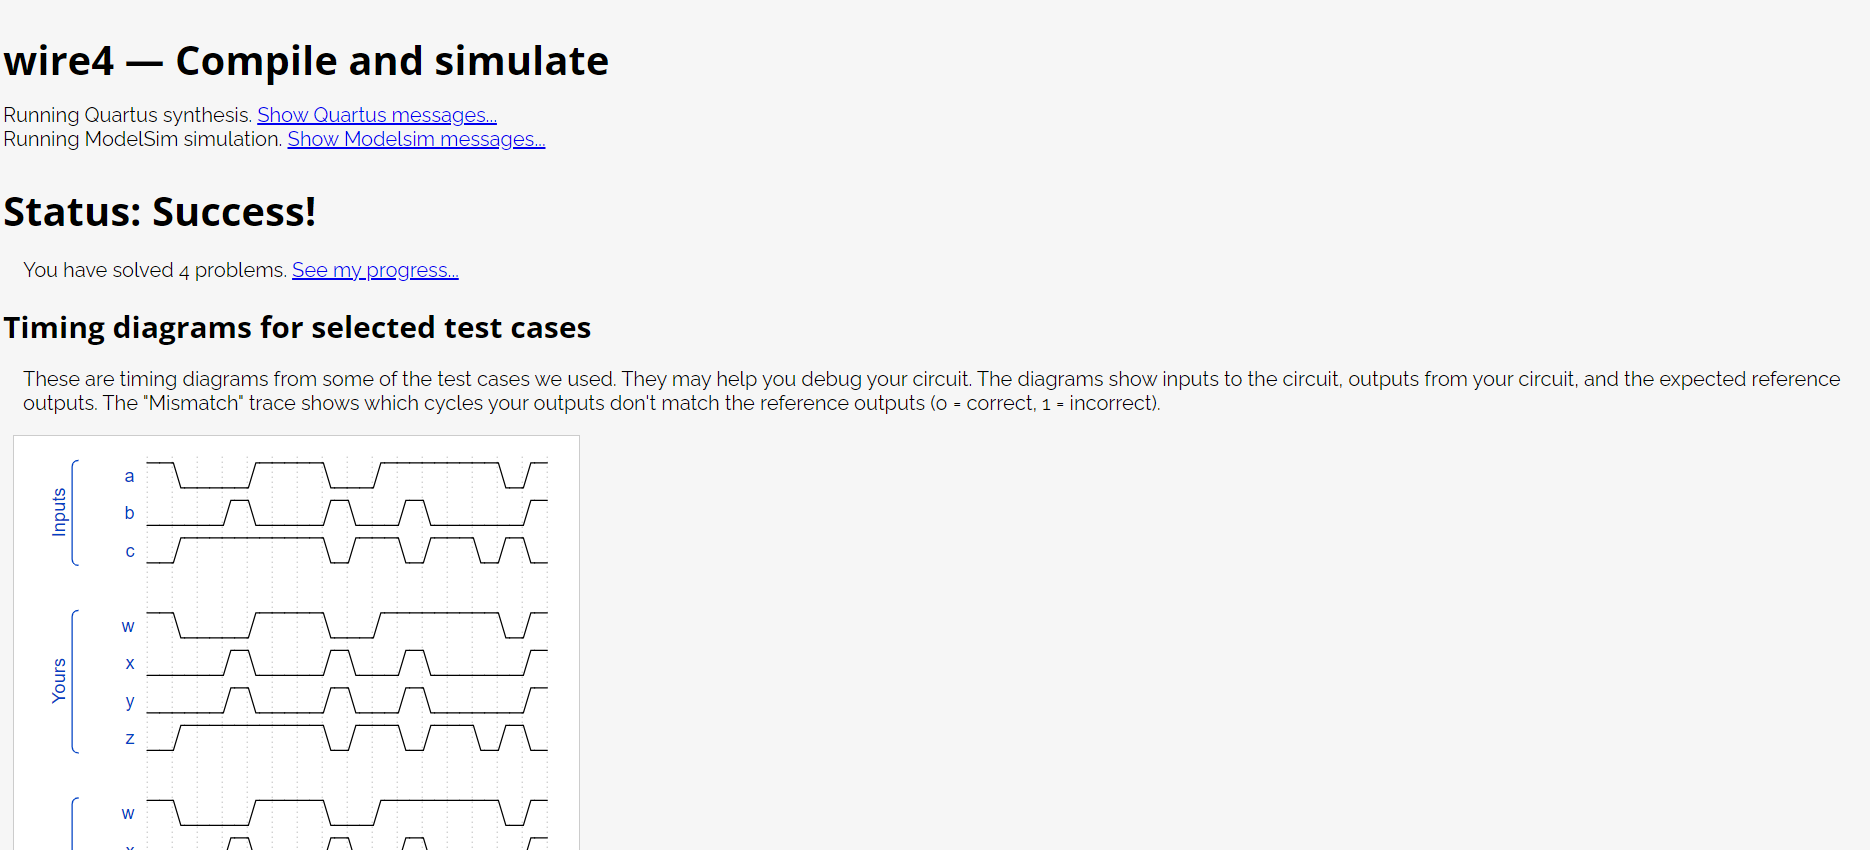 wire4 — Compile and simulate
Running Quartus synthesis. Show Quartus messages...
Running ModelSim simulation. Show Modelsim messages...
Status: Success!
You have solved 4 problems. See my progress...
Timing diagrams for selected test cases
These are timing diagrams from some of the test cases we used. They may help you debug your circuit. The diagrams show inputs to the circuit, outputs from your circuit, and the expected reference
outputs. The "Mismatch" trace shows which cycles your outputs don't match the reference outputs (0 = correct, 1 = incorrect).
Inputs
a
b
c
Yours
w
x
y
z
w